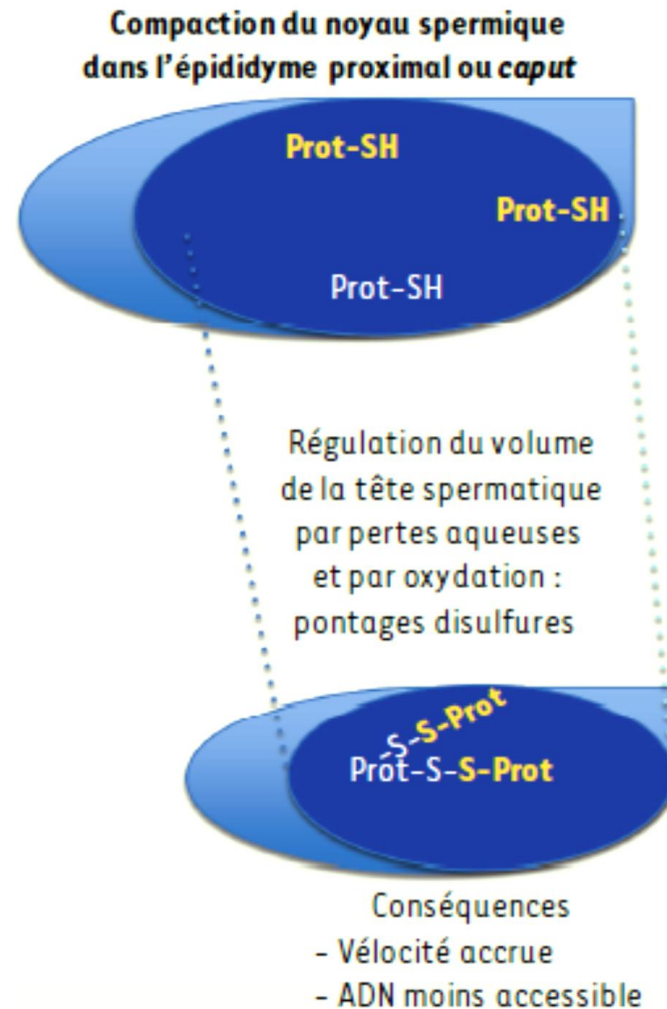 Compaction du noyau spermique
dans l'épididyme proximal ou caput
Prot-SH
Prot-SH
Prot-SH
Régulation du volume
de la tête spermatique
par pertes aqueuses
et par oxydation :
pontages disulfures
-S-S-Prot
Prot-S-S-Prot
Conséquences
- Vélocité accrue
- ADN moins accessible